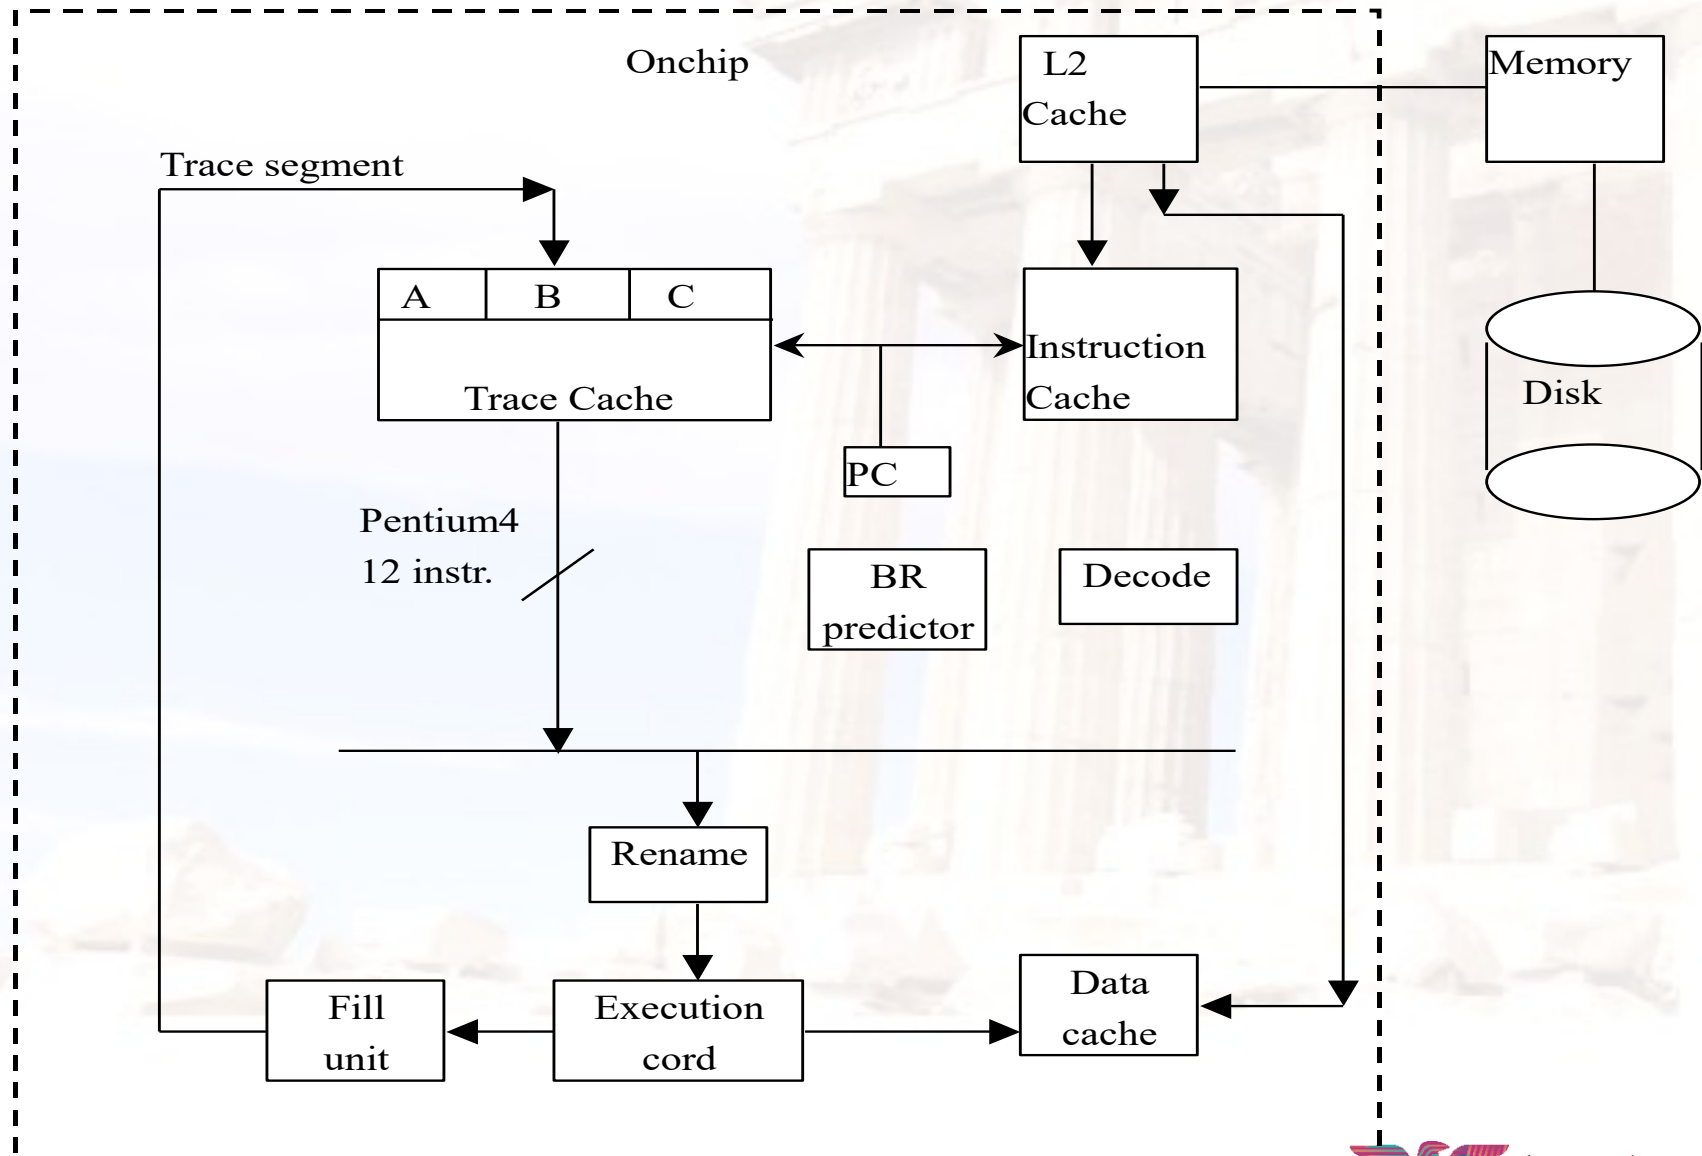 Onchip
L2
Cache
Memory
Trace segment
A
B
C
Trace Cache
Instruction
Cache
Disk
PC
Pentium4
12 instr.
BR
predictor
Decode
Rename
Fill
unit
Execution
cord
Data
cache